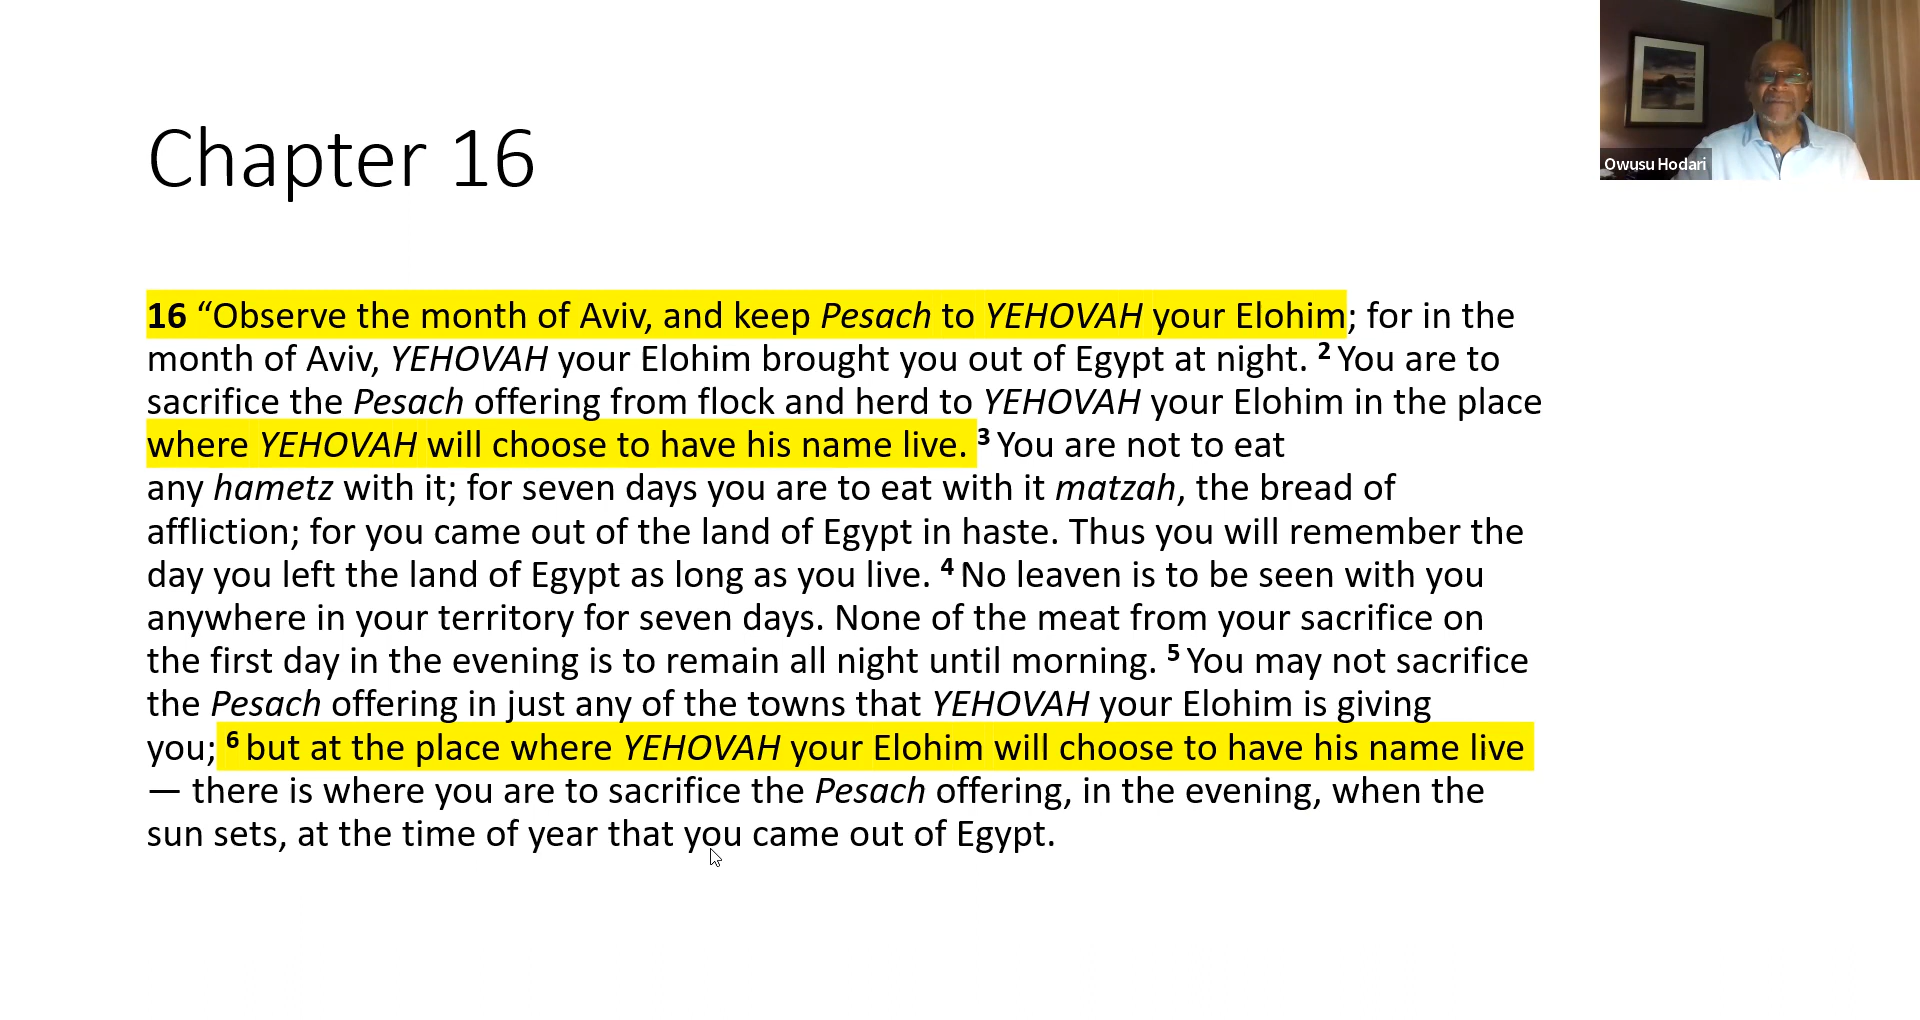 Chapter 16
Owusu Hodari
16 “Observe the month of Aviv, and keep Pesach to YEHOVAH your Elohim; for in the
month of Aviv, YEHOVAH your Elohim brought you out of Egypt at night. 2 You are to
sacrifice the Pesach offering from flock and herd to YEHOVAH your Elohim in the place
where YEHOVAH will choose to have his name live. 3 You are not to eat
any hametz with it; for seven days you are to eat with it matzah, the bread of
affliction; for you came out of the land of Egypt in haste. Thus you will remember the
day you left the land of Egypt as long as you live. 4 No leaven is to be seen with you
anywhere in your territory for seven days. None of the meat from your sacrifice on
the first day in the evening is to remain all night until morning. 5 You may not sacrifice
the Pesach offering in just any of the towns that YEHOVAH your Elohim is giving
you; 6 but at the place where YEHOVAH your Elohim will choose to have his name live
— there is where you are to sacrifice the Pesach offering, in the evening, when the
sun sets, at the time of year that you came out of Egypt.